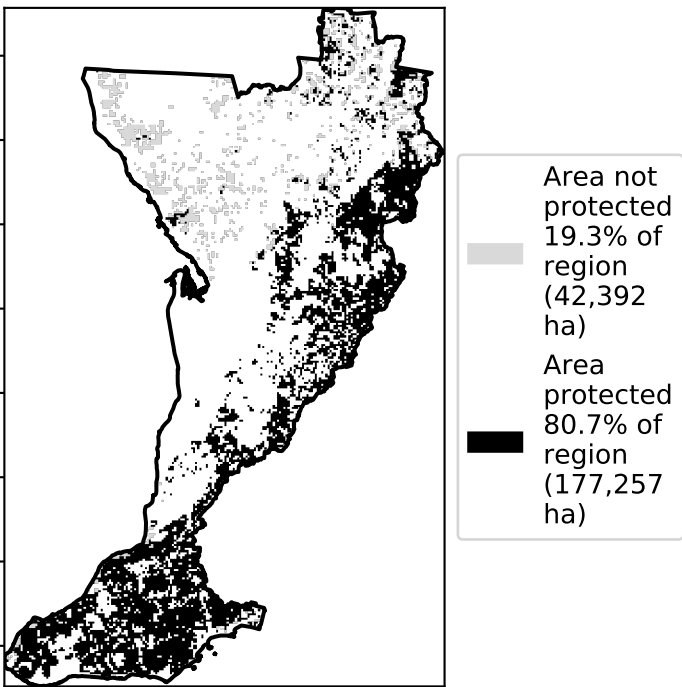 Area not
protected
19.3% of
region
(42,392
ha)
Area
protected
80.7% of
region
(177,257
ha)